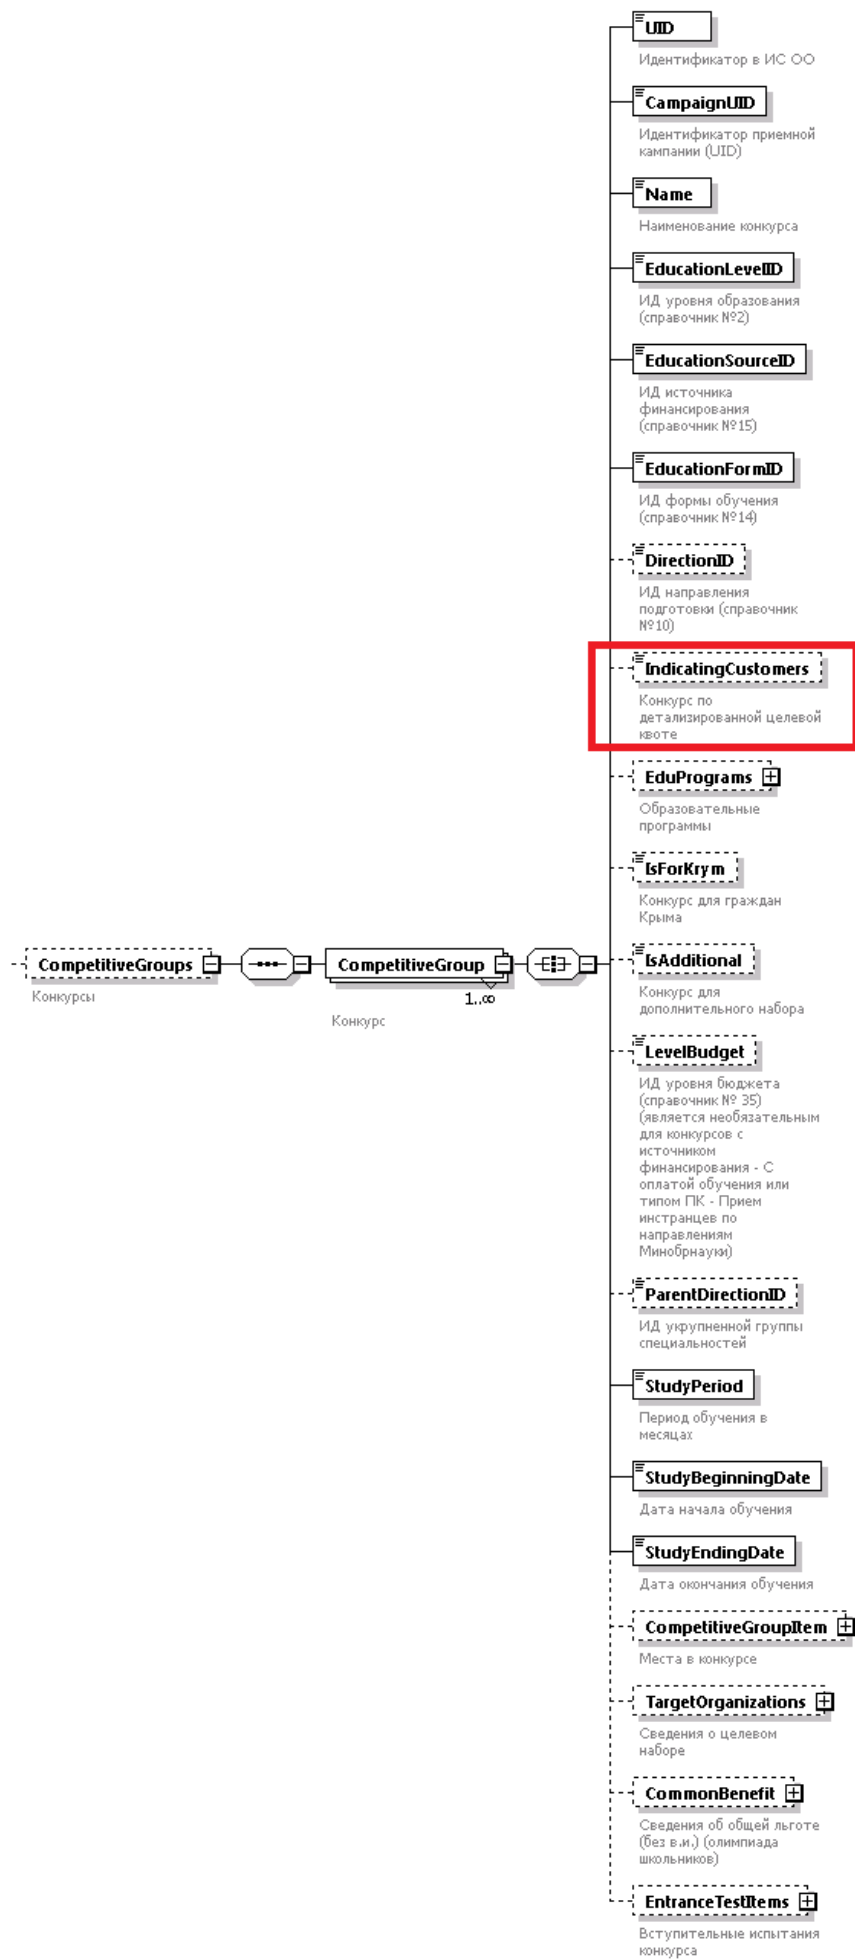 UID
Идентификатор в ИС ОО
CampaignUID
Идентификатор приемной
кампании (UID)
Name
Наименование конкурса
EducationLevelID
ИД уровня образования
(справочник №2)
EducationSourceID
ИД источника
финансирования
(справочник №15)
EducationFormID
ИД формы обучения
(справочник №14)
DirectionID
ИД направления
подготовки (справочник
№10)
IndicatingCustomers
Конкурс по
детализированной целевой
квоте
EduPrograms
Образовательные
программы
IsForKrym
Конкурс для граждан
Крыма
CompetitiveGroups
Конкурсы
CompetitiveGroup
1..∞
Конкурс
IsAdditional
Конкурс для
дополнительного набора
LevelBudget
ИД уровня бюджета
(справочник № 35)
(является необязательным
для конкурсов с
источником
финансирования - С
оплатой обучения или
типом ПК - Прием
инстранцев по
направлениям
Минобрнауки)
ParentDirectionID
ИД укрупненной группы
специальностей
StudyPeriod
Период обучения в
месяцах
StudyBeginningDate
Дата начала обучения
StudyEndingDate
Дата окончания обучения
CompetitiveGroupItem
Места в конкурсе
TargetOrganizations
Сведения о целевом
наборе
CommonBenefit
Сведения об общей льготе
(без в.и.) (олимпиада
школьников)
EntranceTestItems
Вступительные испытания
конкурса